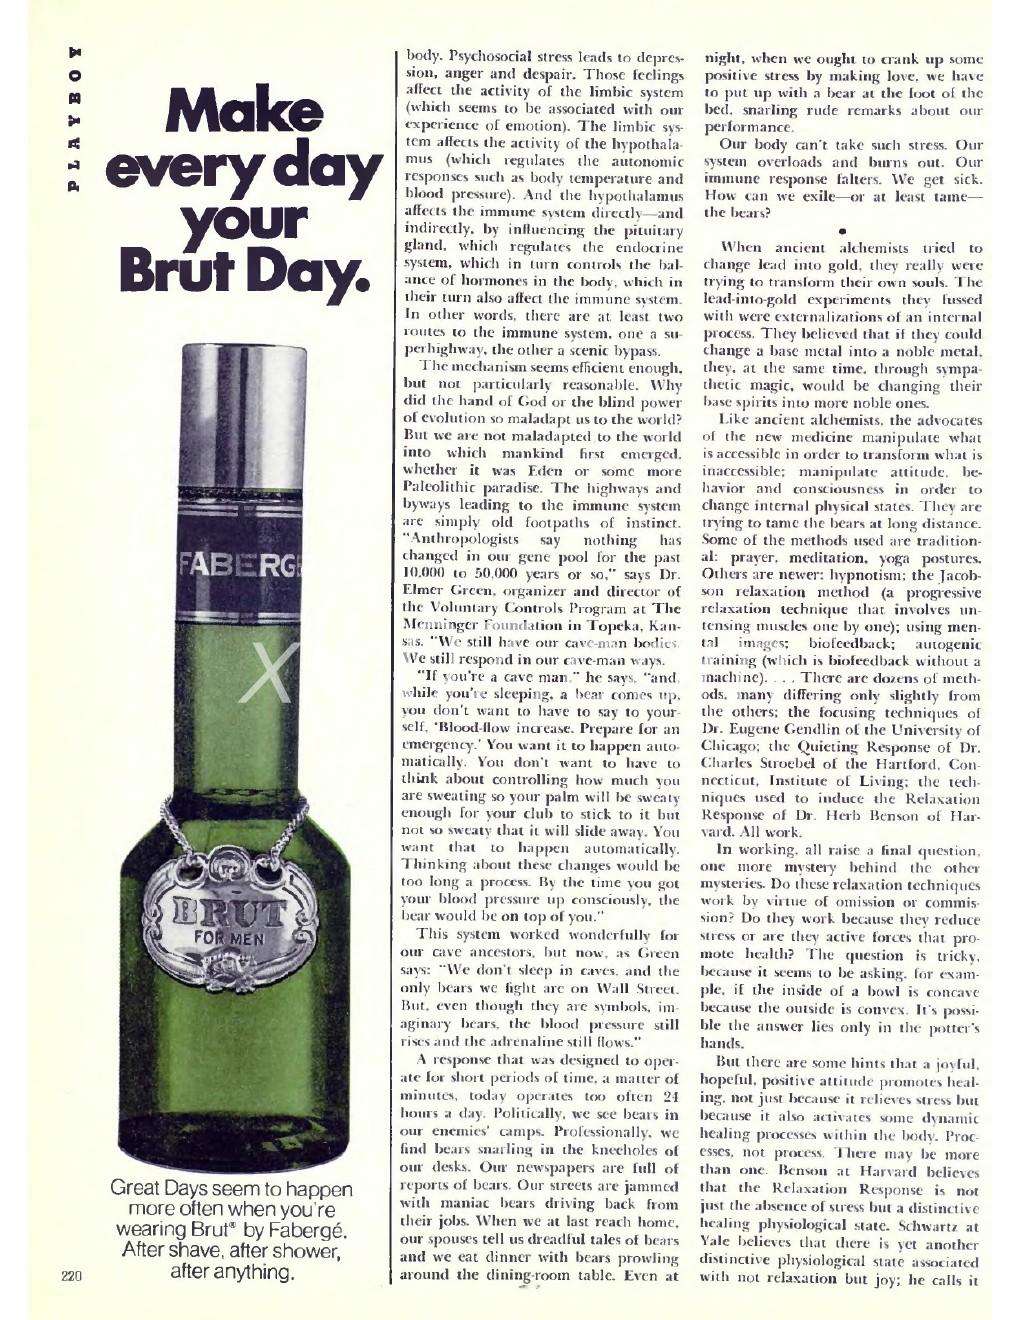 PLAYBOY
Make
every day
your
Brut Day.
FABERGE
X
BRUT
FOR MEN
Great Days seem to happen
more often when you're
wearing Brut® by Fabergé.
After shave, after shower,
after anything.
220
body. Psychosocial stress leads to depres-
sion, anger and despair. Those feelings
affect the activity of the limbic system
(which seems to be associated with our
experience of emotion). The limbic sys-
tem affects the activity of the hypothala-
mus (which regulates the autonomic
responses such as body temperature and
blood pressure). And the hypothalamus
affects the immune system directly—and
indirectly, by influencing the pituitary
gland, which regulates the endocrine
system, which in turn controls the bal-
ance of hormones in the body, which in
their turn also affect the immune system.
In other words, there are at least two
routes to the immune system, one a su-
perhighway, the other a scenic bypass.
The mechanism seems efficient enough,
but not particularly reasonable. Why
did the hand of God or the blind power
of evolution so maladapt us to the world?
But we are not maladapted to the world
into which mankind first emerged,
whether it was Eden or some more
Paleolithic paradise. The highways and
byways leading to the immune system
are simply old footpaths of instinct.
"Anthropologists say nothing has
changed in our gene pool for the past
10,000 to 50,000 years or so," says Dr.
Elmer Green, organizer and director of
the Voluntary Controls Program at The
Menninger Foundation in Topeka, Kan-
sas. "We still have our cave-man bodies.
We still respond in our cave-man ways.
"If you're a cave man," he says, "and
while you're sleeping, a bear comes up,
you don't want to have to say to your-
self, 'Blood-flow increase. Prepare for an
emergency.' You want it to happen auto-
matically. You don't want to have to
think about controlling how much you
are sweating so your palm will be sweaty
enough for your club to stick to it but
not so sweaty that it will slide away. You
want that to happen automatically.
Thinking about these changes would be
too long a process. By the time you got
your blood pressure up consciously, the
bear would be on top of you."
This system worked wonderfully for
our cave ancestors, but now, as Green
says: "We don't sleep in caves, and the
only bears we fight are on Wall Street.
But, even though they are symbols, im-
aginary bears, the blood pressure still
rises and the adrenaline still flows."
A response that was designed to oper-
ate for short periods of time, a matter of
minutes, today operates too often 24
hours a day. Politically, we see bears in
our enemies' camps. Professionally, we
find bears snarling in the kneeholes of
our desks. Our newspapers are full of
reports of bears. Our streets are jammed
with maniac bears driving back from
their jobs. When we at last reach home,
our spouses tell us dreadful tales of bears
and we eat dinner with bears prowling
around the dining-room table. Even at
night, when we ought to crank up some
positive stress by making love, we have
to put up with a bear at the foot of the
bed, snarling rude remarks about our
performance.
Our body can't take such stress. Our
system overloads and burns out. Our
immune response falters. We get sick.
How can we exile—or at least tame—
the bears?
•
When ancient alchemists tried to
change lead into gold, they really were
trying to transform their own souls. The
lead-into-gold experiments they fussed
with were externalizations of an internal
process. They believed that if they could
change a base metal into a noble metal,
they, at the same time, through sympa-
thetic magic, would be changing their
base spirits into more noble ones.
Like ancient alchemists, the advocates
of the new medicine manipulate what
is accessible in order to transform what is
inaccessible; manipulate attitude, be-
havior and consciousness in order to
change internal physical states. They are
trying to tame the bears at long distance.
Some of the methods used are tradition-
al: prayer, meditation, yoga postures.
Others are newer: hypnotism; the Jacob-
son relaxation method (a progressive
relaxation technique that involves un-
tensing muscles one by one); using men-
tal images; biofeedback; autogenic
training (which is biofeedback without a
machine). . . . There are dozens of meth-
ods, many differing only slightly from
the others; the focusing techniques of
Dr. Eugene Gendlin of the University of
Chicago; the Quieting Response of Dr.
Charles Stroebel of the Hartford, Con-
necticut, Institute of Living; the tech-
niques used to induce the Relaxation
Response of Dr. Herb Benson of Har-
vard. All work.
In working, all raise a final question,
one more mystery behind the other
mysteries. Do these relaxation techniques
work by virtue of omission or commis-
sion? Do they work because they reduce
stress or are they active forces that pro-
mote health? The question is tricky,
because it seems to be asking, for exam-
ple, if the inside of a bowl is concave
because the outside is convex. It's possi-
ble the answer lies only in the potter's
hands.
But there are some hints that a joyful,
hopeful, positive attitude promotes heal-
ing, not just because it relieves stress but
because it also activates some dynamic
healing processes within the body. Proc-
esses, not process. There may be more
than one. Benson at Harvard believes
that the Relaxation Response is not
just the absence of stress but a distinctive
healing physiological state. Schwartz at
Yale believes that there is yet another
distinctive physiological state associated
with not relaxation but joy; he calls it